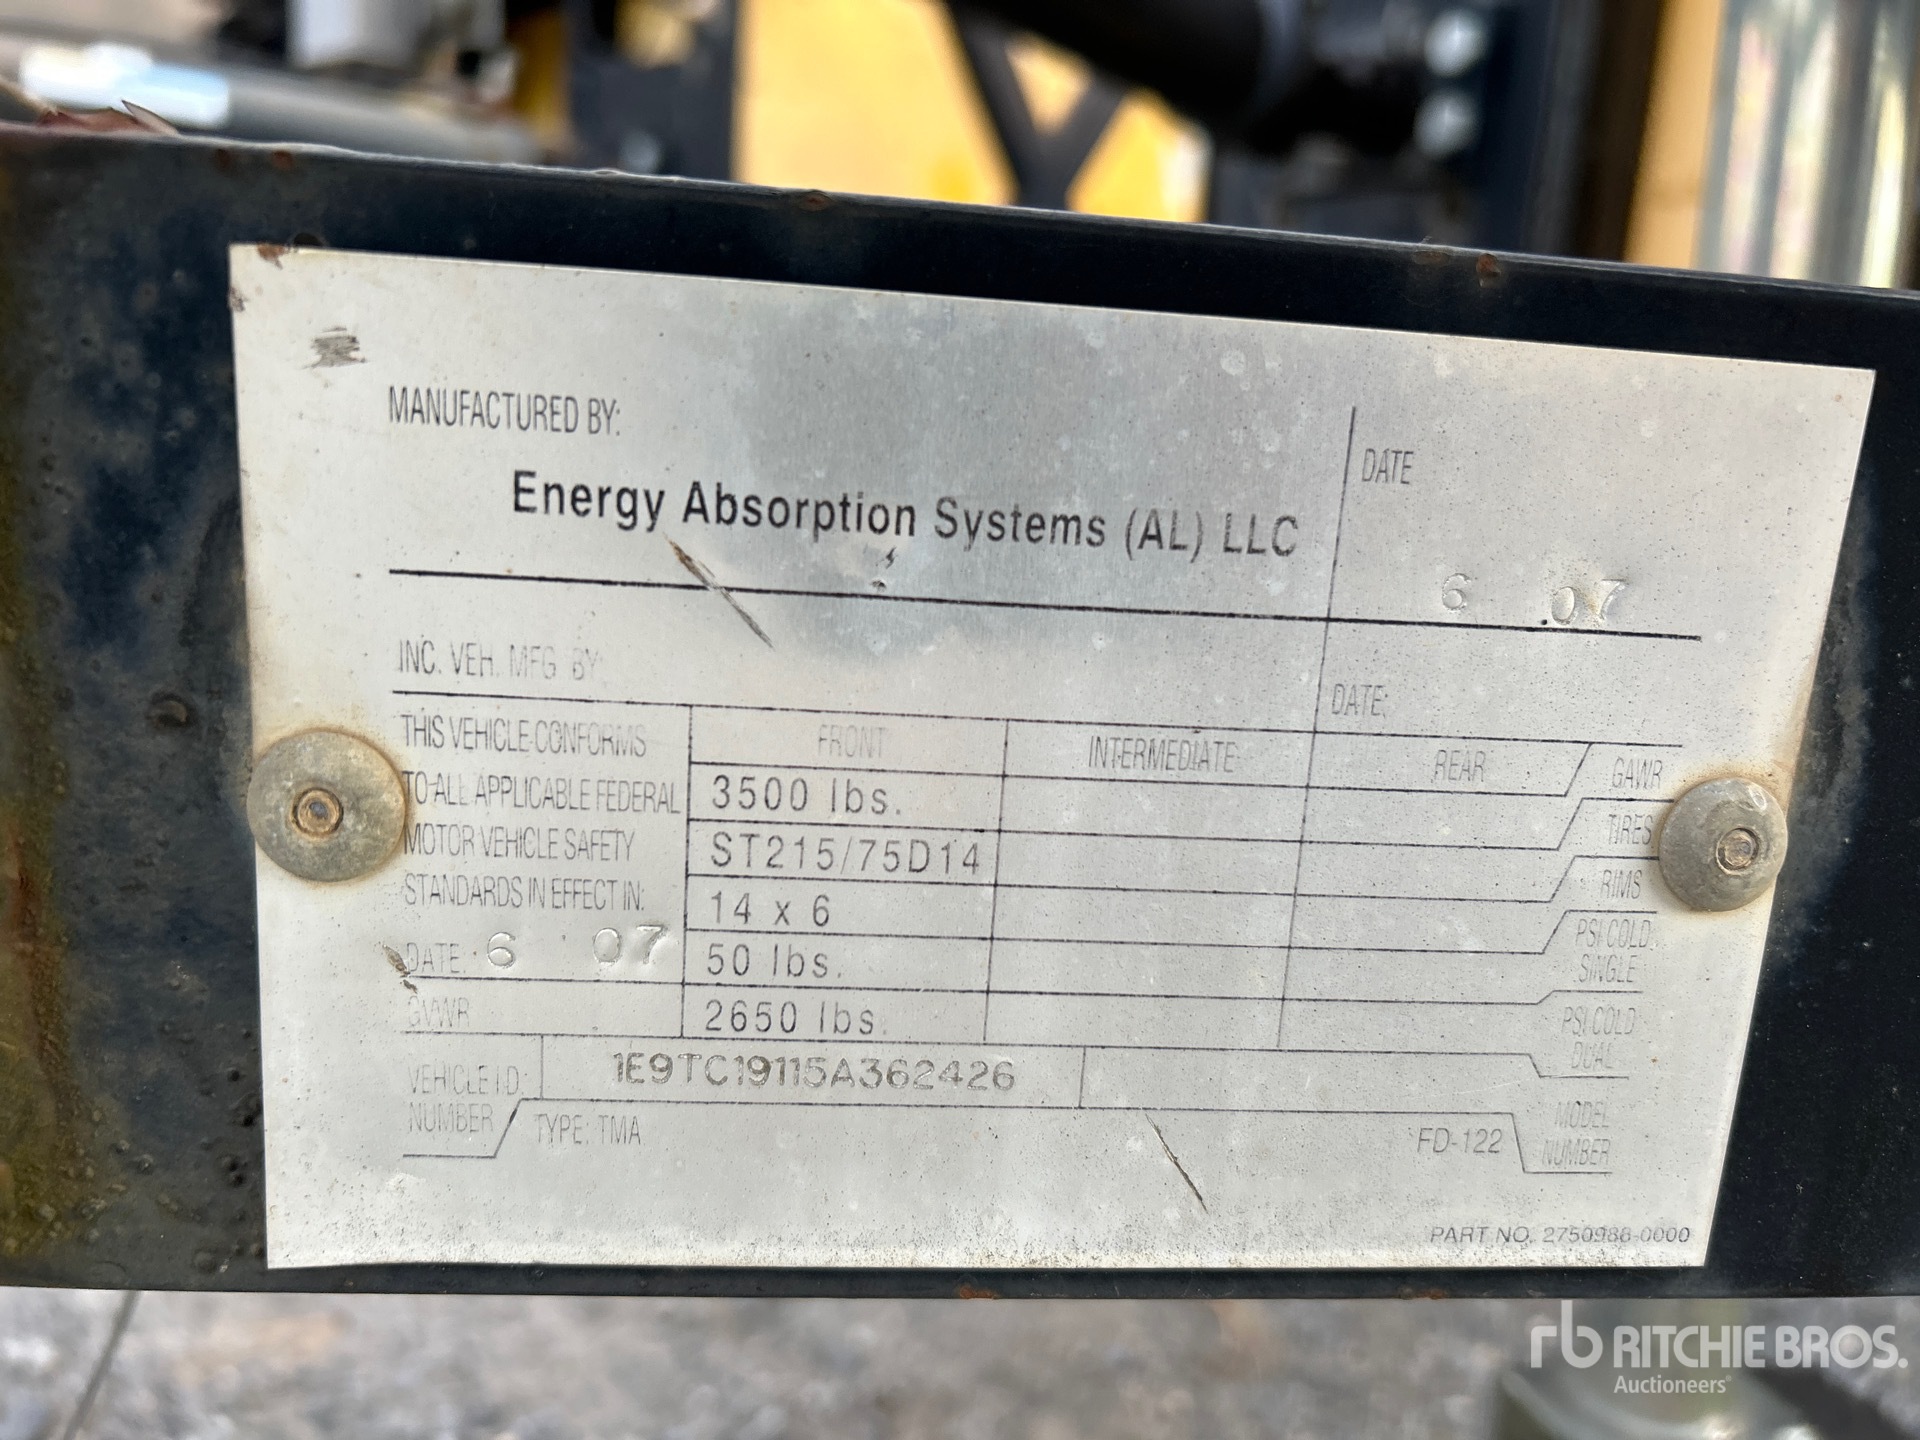 MANUFACTURED BY:
Energy Absorption Systems (AL) LLC
DATE
6 07
INC. VEH. MFG BY:
DATE:
THIS VEHICLE CONFORMS
TO ALL APPLICABLE FEDERAL
MOTOR VEHICLE SAFETY
STANDARDS IN EFFECT IN:
DATE: 6 07
FRONT INTERMEDIATE REAR GAWR
3500 lbs. TIRES
ST215/75D14 RIMS
14 x 6 PSI COLD
SINGLE
50 lbs. PSI COLD
DUAL
GVWR 2650 lbs.
VEHICLE I.D.
NUMBER
1E9TC19115A362426
TYPE: TMA
FD-122
MODEL
NUMBER
PART NO. 2750988-0000
rb RITCHIE BROS.
Auctioneers